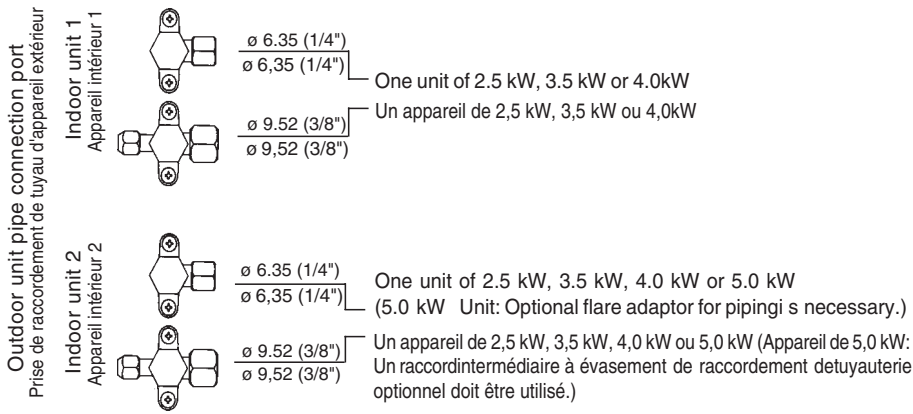 Outdoor unit pipe connection port
Prise de raccordement de tuyau d'appareil extérieur
Indoor unit 1
Appareil intérieur 1
ø 6.35 (1/4")
ø 6,35 (1/4")
One unit of 2.5 kW, 3.5 kW or 4.0kW
Un appareil de 2,5 kW, 3,5 kW ou 4,0kW
ø 9.52 (3/8")
ø 9,52 (3/8")
Indoor unit 2
Appareil intérieur 2
ø 6.35 (1/4")
ø 6,35 (1/4")
One unit of 2.5 kW, 3.5 kW, 4.0 kW or 5.0 kW
(5.0 kW Unit: Optional flare adaptor for pipingi s necessary.)
ø 9.52 (3/8")
ø 9,52 (3/8")
Un appareil de 2,5 kW, 3,5 kW, 4,0 kW ou 5,0 kW (Appareil de 5,0 kW:
Un raccordintermédiaire à évasement de raccordement detuyauterie
optionnel doit être utilisé.)